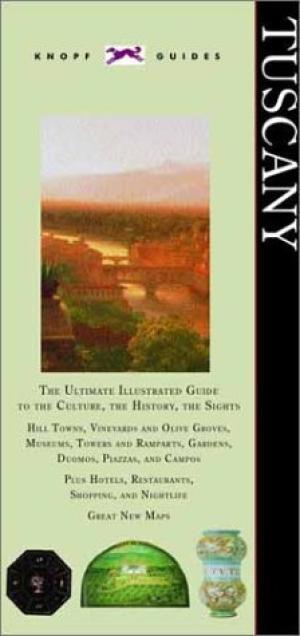 KNOPF GUIDES
TUSCANY
THE ULTIMATE ILLUSTRATED GUIDE
TO THE CULTURE, THE HISTORY, THE SIGHTS
HILL TOWNS, VINEYARDS AND OLIVE GROVES,
MUSEUMS, TOWERS AND RAMPARTS, GARDENS,
DUOMOS, PIAZZAS, AND CAMPOS
PLUS HOTELS, RESTAURANTS,
SHOPPING, AND NIGHTLIFE
GREAT NEW MAPS